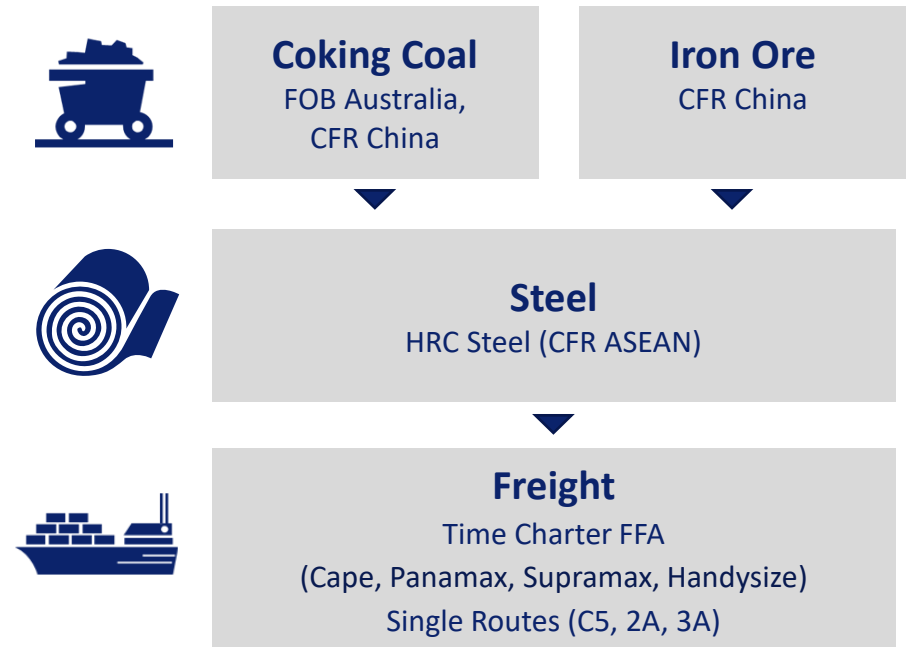 Coking Coal
FOB Australia,
CFR China
Iron Ore
CFR China
Steel
HRC Steel (CFR ASEAN)
Freight
Time Charter FFA
(Cape, Panamax, Supramax, Handysize)
Single Routes (C5, 2A, 3A)